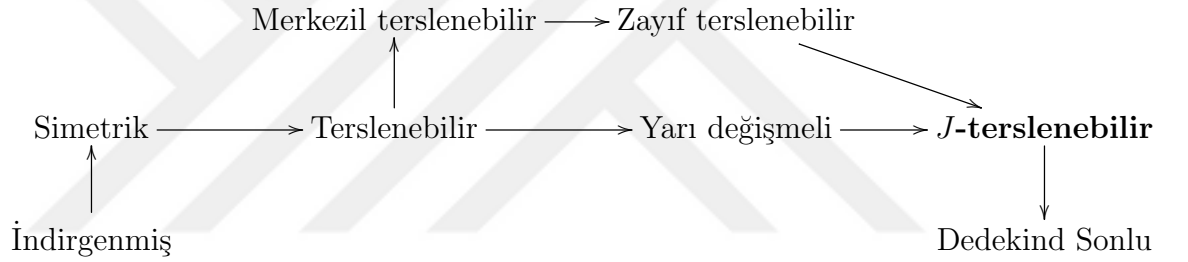 Merkezil terslenebilir Zayıf terslenebilir
Simetrik Terslenebilir Yarı değişmeli J-terslenebilir
İndirgenmiş Dedekind Sonlu